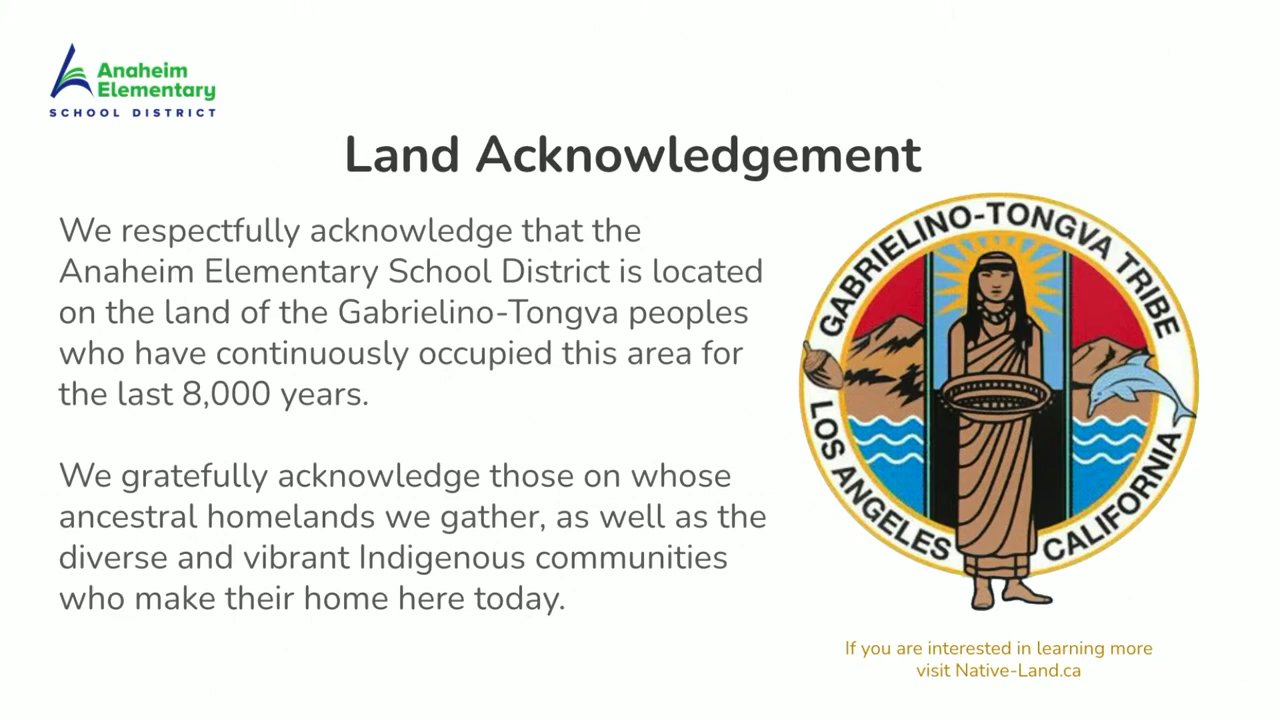 Anaheim
Elementary
SCHOOL DISTRICT
Land Acknowledgement
We respectfully acknowledge that the
Anaheim Elementary School District is located
on the land of the Gabrielino-Tongva peoples
who have continuously occupied this area for
the last 8,000 years.
We gratefully acknowledge those on whose
ancestral homelands we gather, as well as the
diverse and vibrant Indigenous communities
who make their home here today.
GABRIELINO-TONGVA TRIBE
LOS ANGELES CALIFORNIA
If you are interested in learning more
visit Native-Land.ca